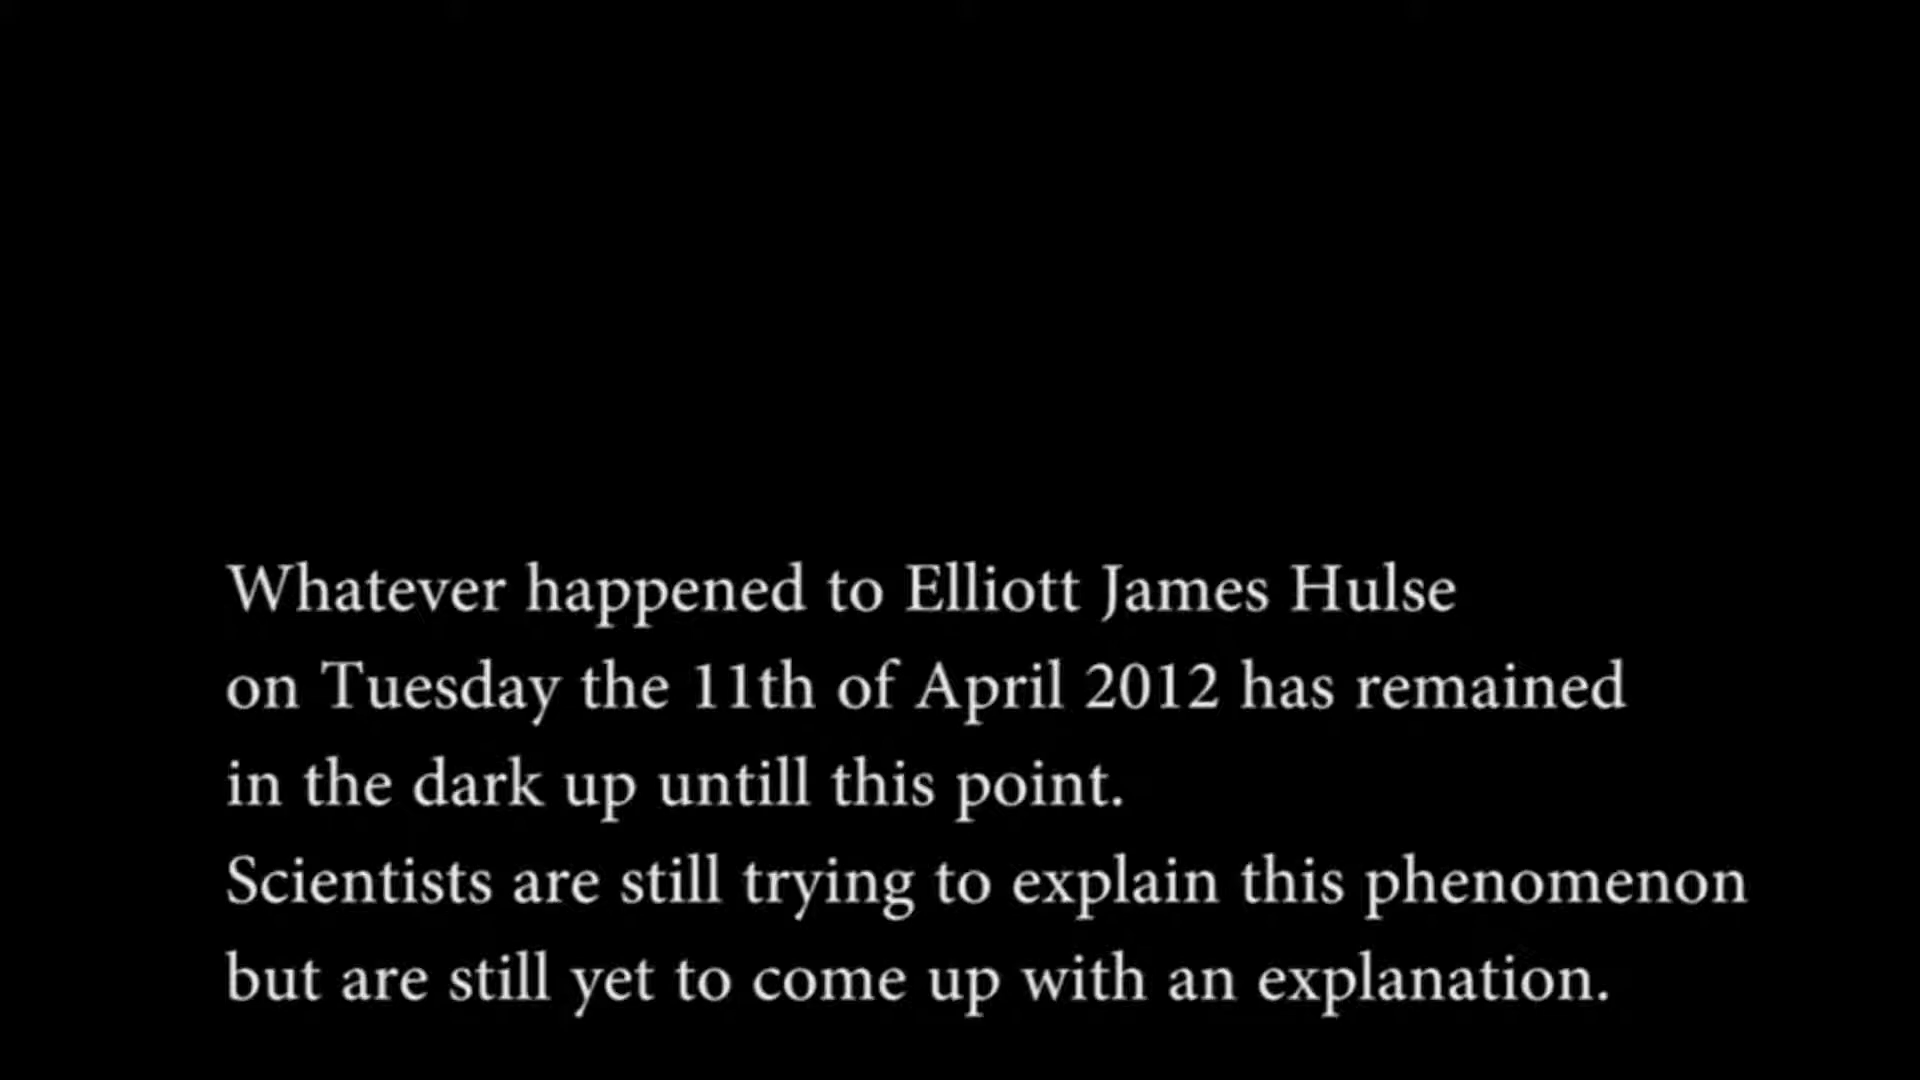 Whatever happened to Elliott James Hulse
on Tuesday the 11th of April 2012 has remained
in the dark up untill this point.
Scientists are still trying to explain this phenomenon
but are still yet to come up with an explanation.